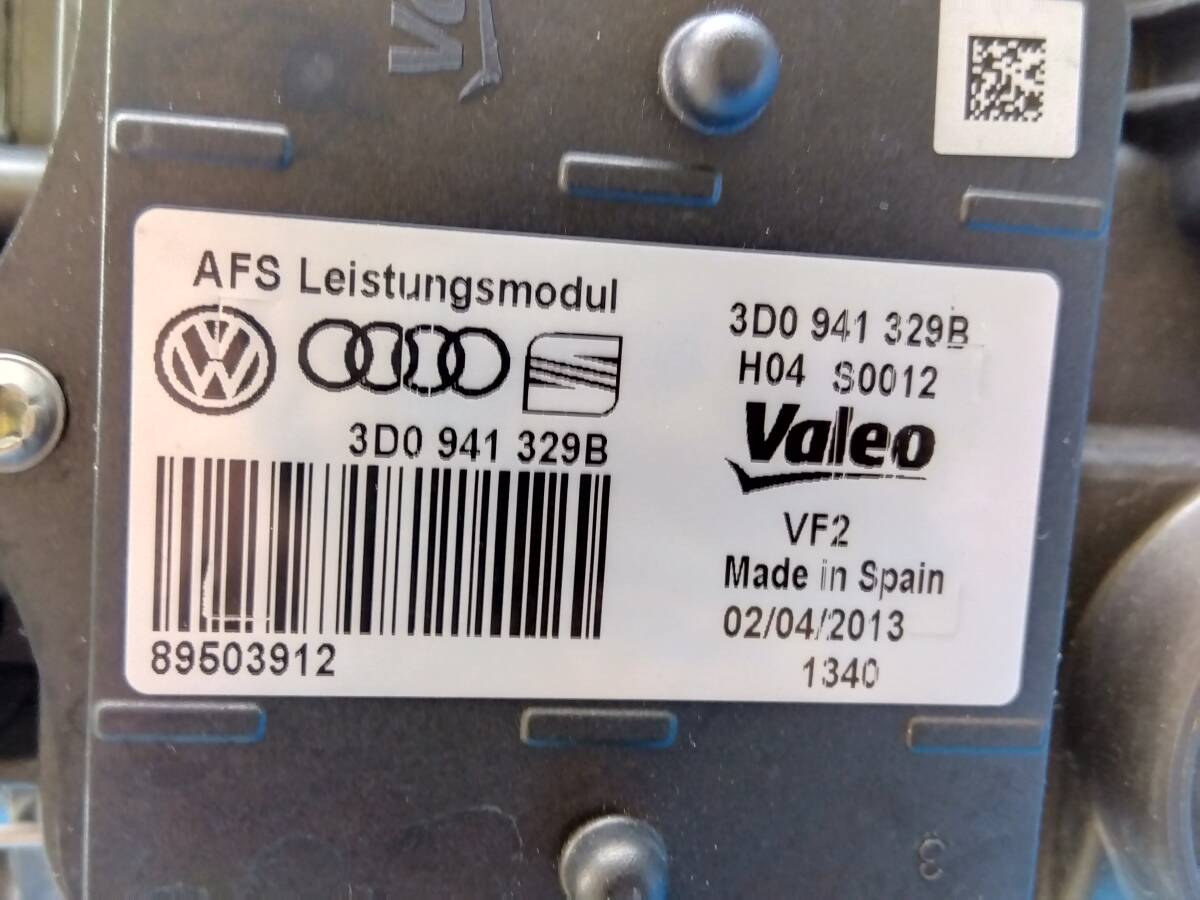 AFS Leistungsmodul
3D0 941 329B
89503912
3D0 941 329B
H04 S0012
Valeo
VF2
Made in Spain
02/04/2013
1340
3